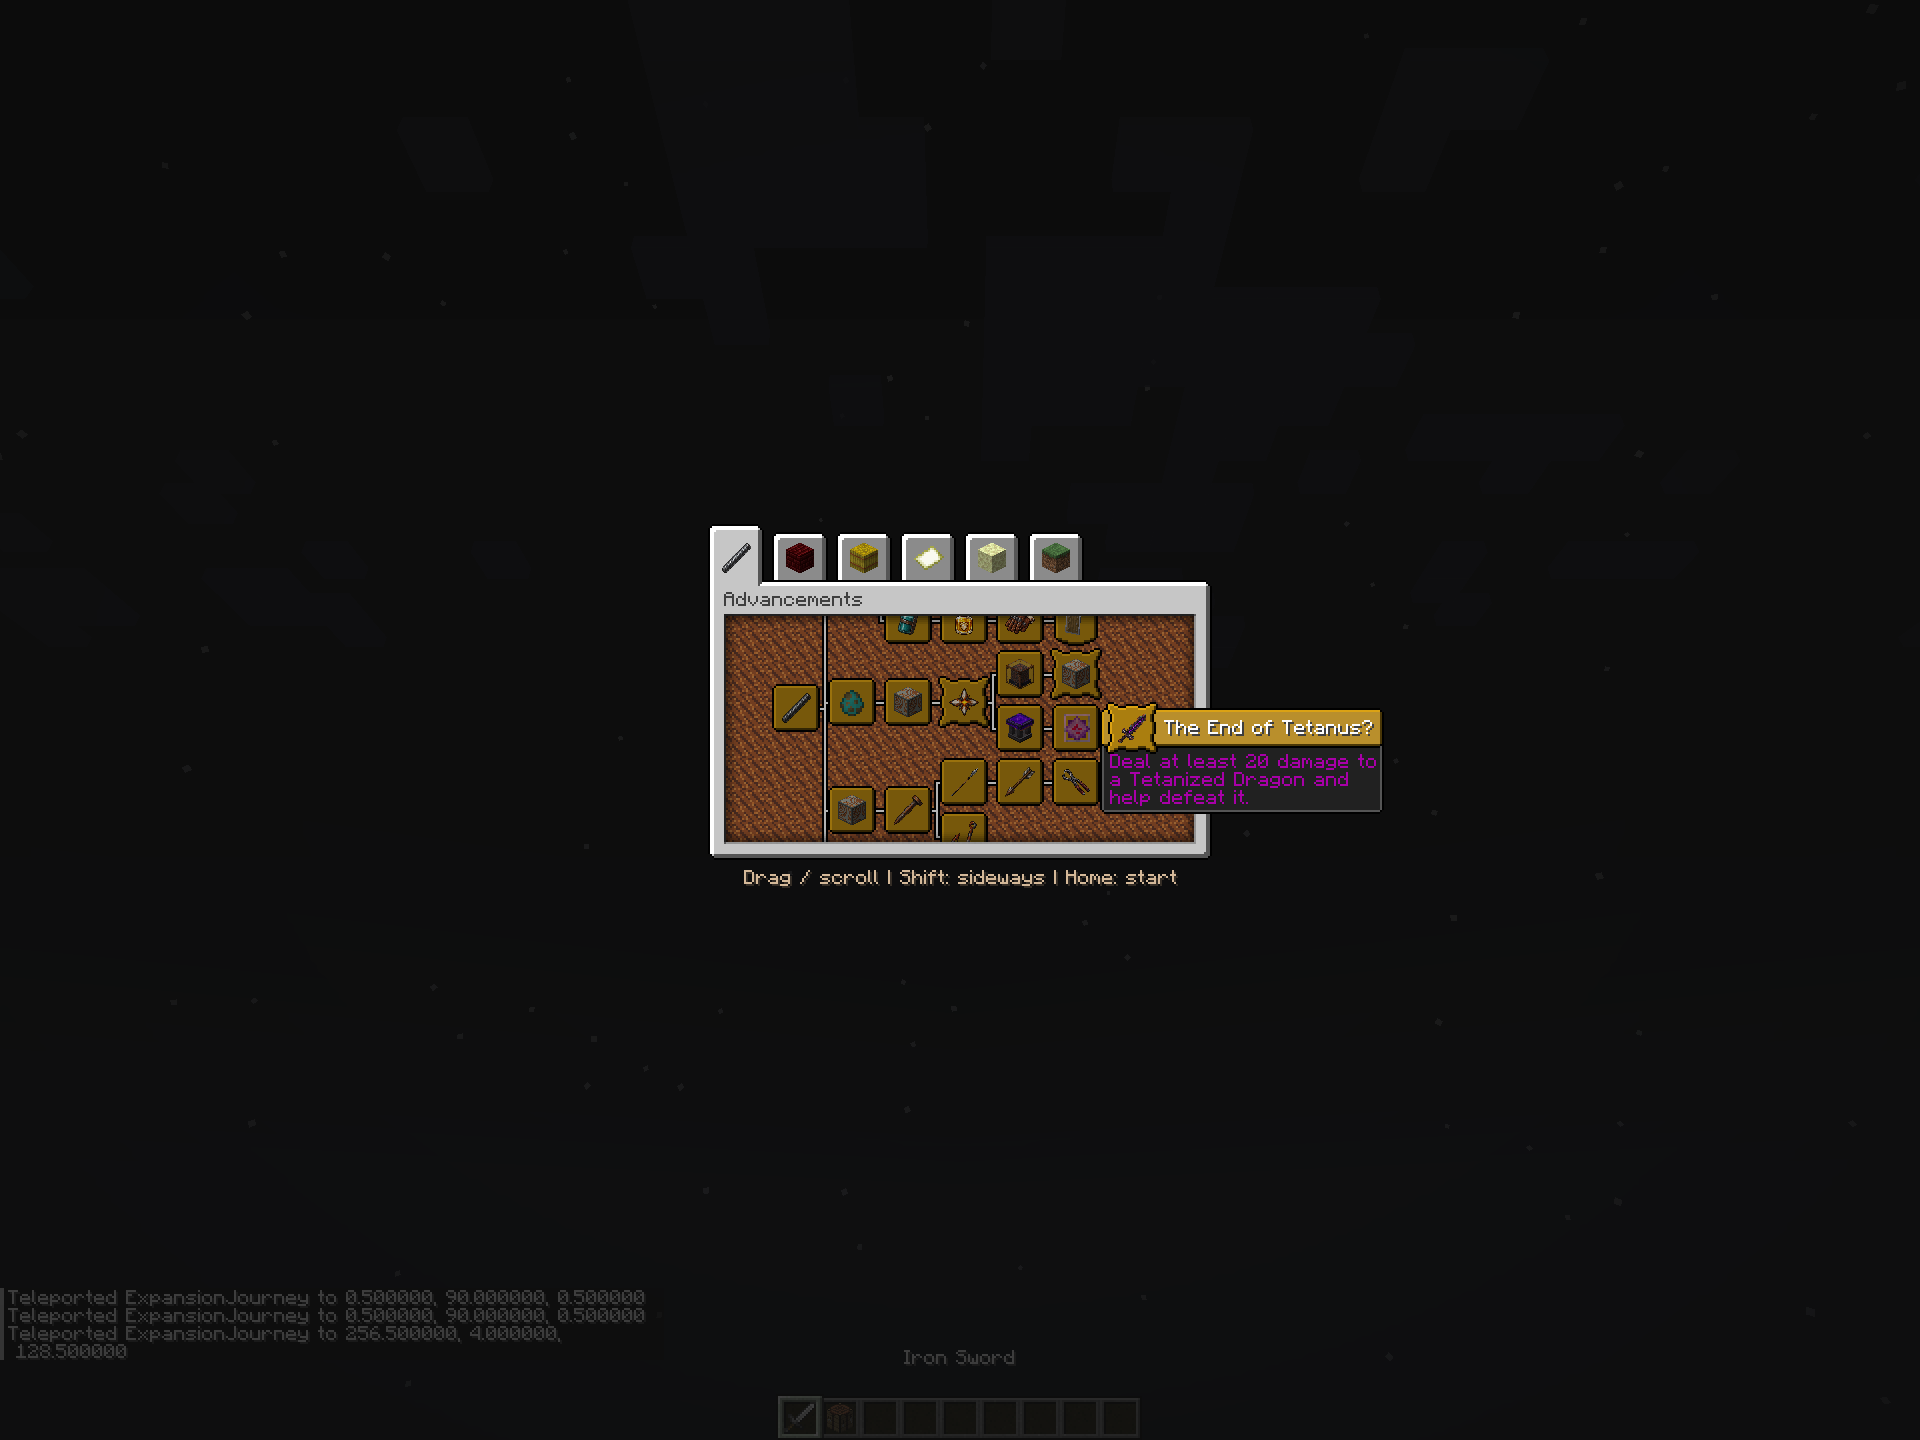 Advancements
The End of Tetanus?
Deal at least 20 damage to
a Tetanized Dragon and
help defeat it.
Drag / scroll | Shift: sideways | Home: start
Teleported ExpansionJourney to 0.500000, 90.000000, 0.500000
Teleported ExpansionJourney to 0.500000, 90.000000, 0.500000
Teleported ExpansionJourney to 256.500000, 4.000000,
128.500000
Iron Sword